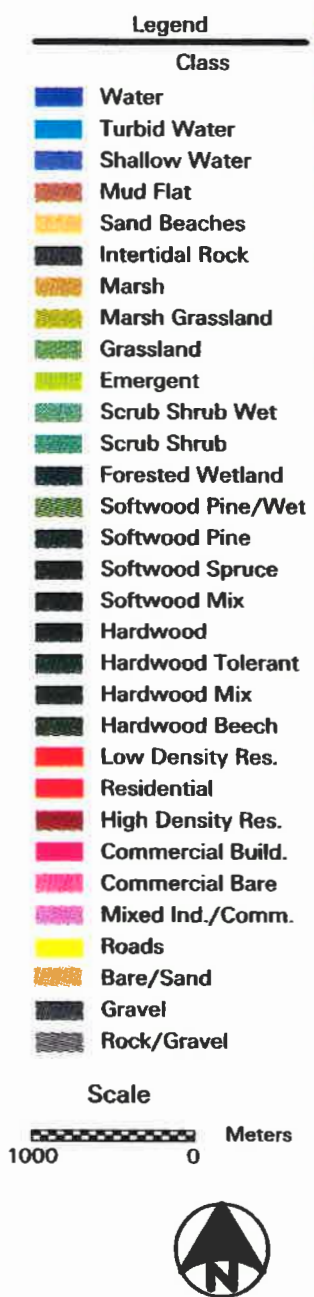 Legend
Class
Water
Turbid Water
Shallow Water
Mud Flat
Sand Beaches
Intertidal Rock
Marsh
Marsh Grassland
Grassland
Emergent
Scrub Shrub Wet
Scrub Shrub
Forested Wetland
Softwood Pine/Wet
Softwood Pine
Softwood Spruce
Softwood Mix
Hardwood
Hardwood Tolerant
Hardwood Mix
Hardwood Beech
Low Density Res.
Residential
High Density Res.
Commercial Build.
Commercial Bare
Mixed Ind./Comm.
Roads
Bare/Sand
Gravel
Rock/Gravel
Scale
Meters
1000 0
N